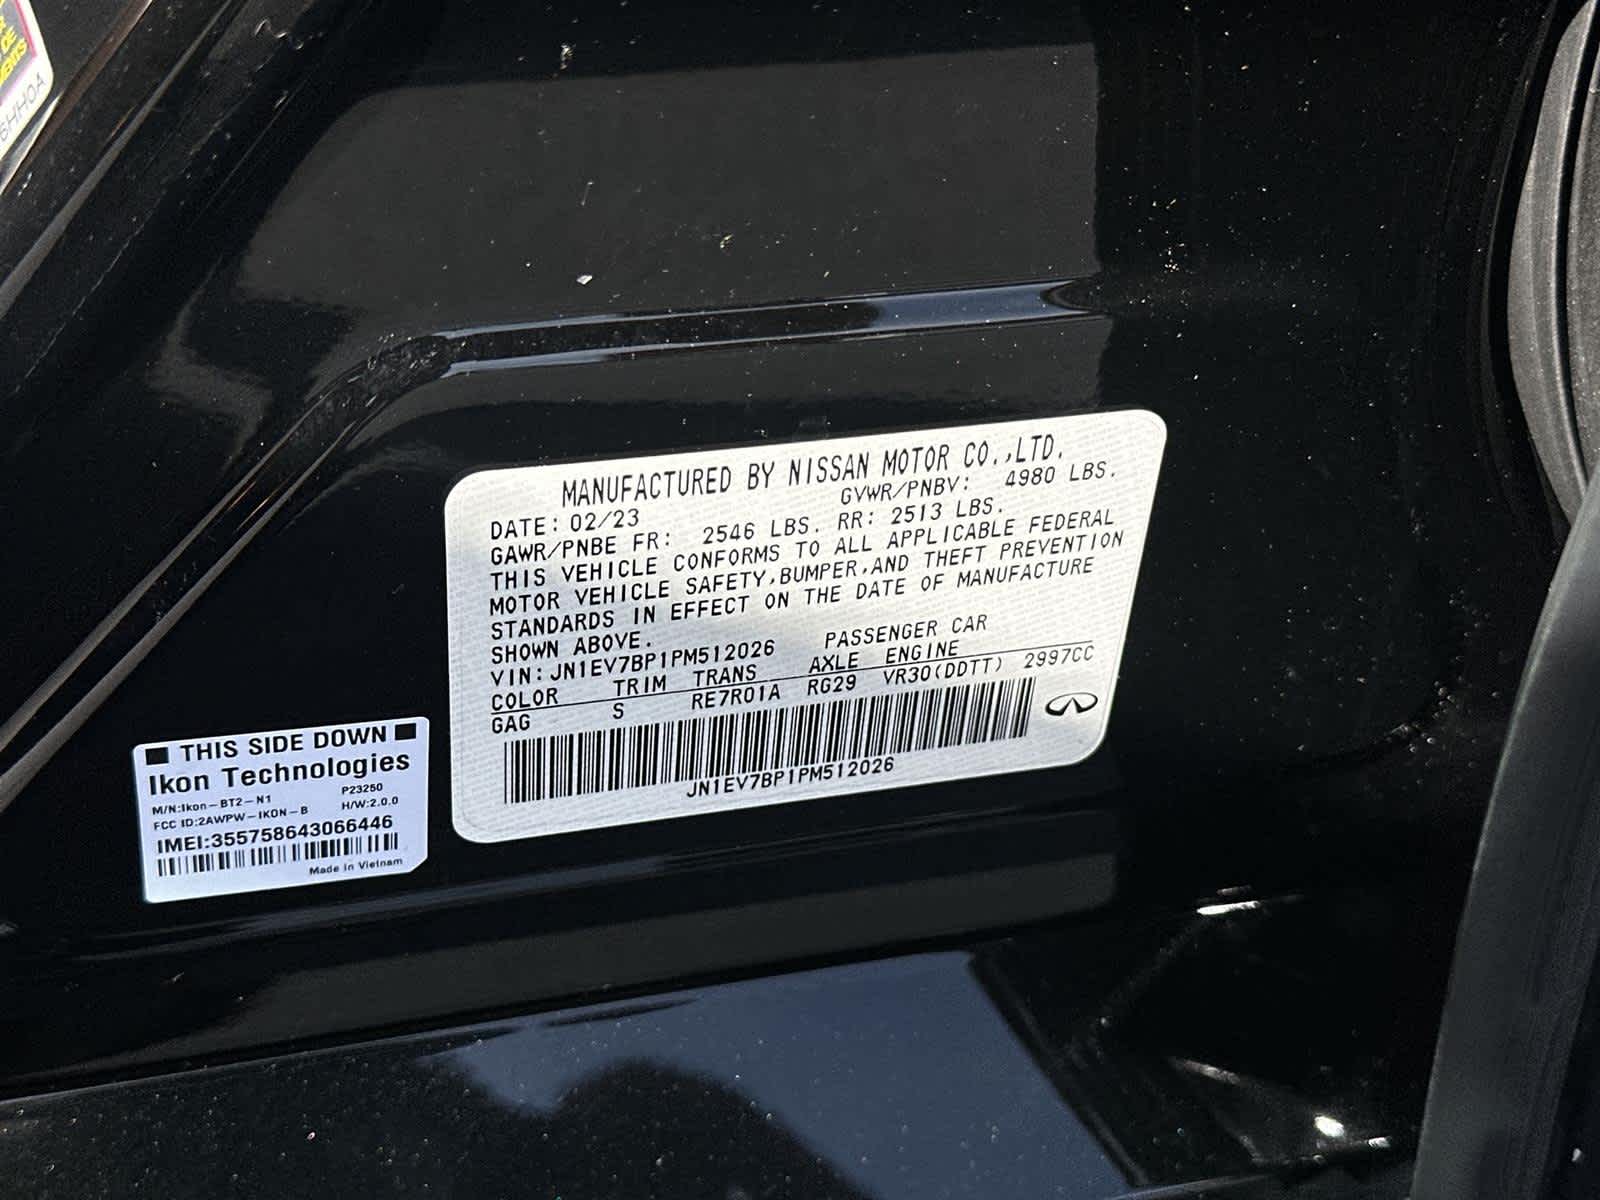 DE
MENTS
6HH0A
MANUFACTURED BY NISSAN MOTOR CO.,LTD.
DATE: 02/23 GVWR/PNBV: 4980 LBS.
GAWR/PNBE FR: 2546 LBS. RR: 2513 LBS.
THIS VEHICLE CONFORMS TO ALL APPLICABLE FEDERAL
MOTOR VEHICLE SAFETY,BUMPER,AND THEFT PREVENTION
STANDARDS IN EFFECT ON THE DATE OF MANUFACTURE
SHOWN ABOVE.
VIN: JN1EV7BP1PM512026 PASSENGER CAR
COLOR TRIM TRANS AXLE ENGINE
GAG S RE7R01A RG29 VR30(DDTT) 2997CC
JN1EV7BP1PM512026
THIS SIDE DOWN
Ikon Technologies
M/N:Ikon-BT2-N1 P23250
FCC ID:2AWPW-IKON-B H/W:2.0.0
IMEI:355758643066446
Made in Vietnam